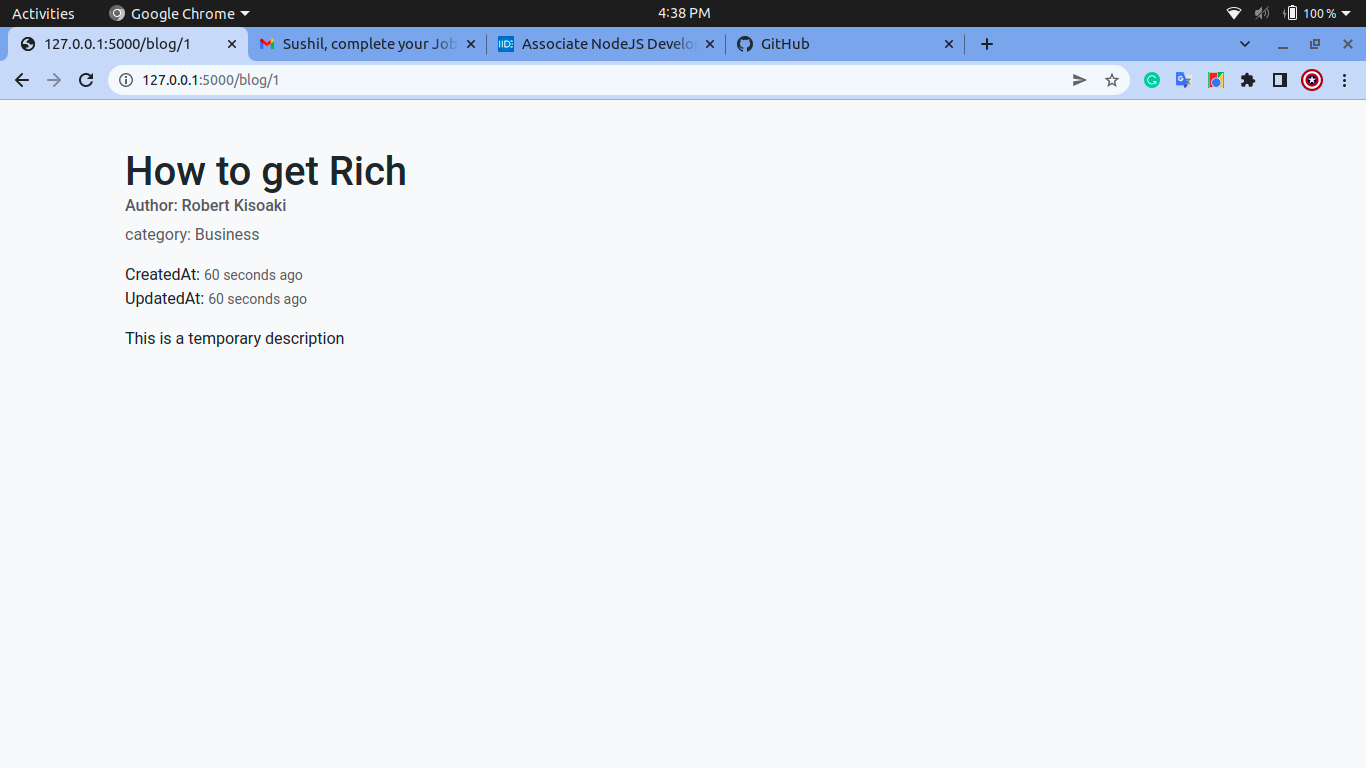 Activities Google Chrome 4:38 PM 100 %
127.0.0.1:5000/blog/1 Sushil, complete your Job Associate NodeJS Develo GitHub
127.0.0.1:5000/blog/1
How to get Rich
Author: Robert Kisoaki
category: Business
CreatedAt: 60 seconds ago
UpdatedAt: 60 seconds ago
This is a temporary description